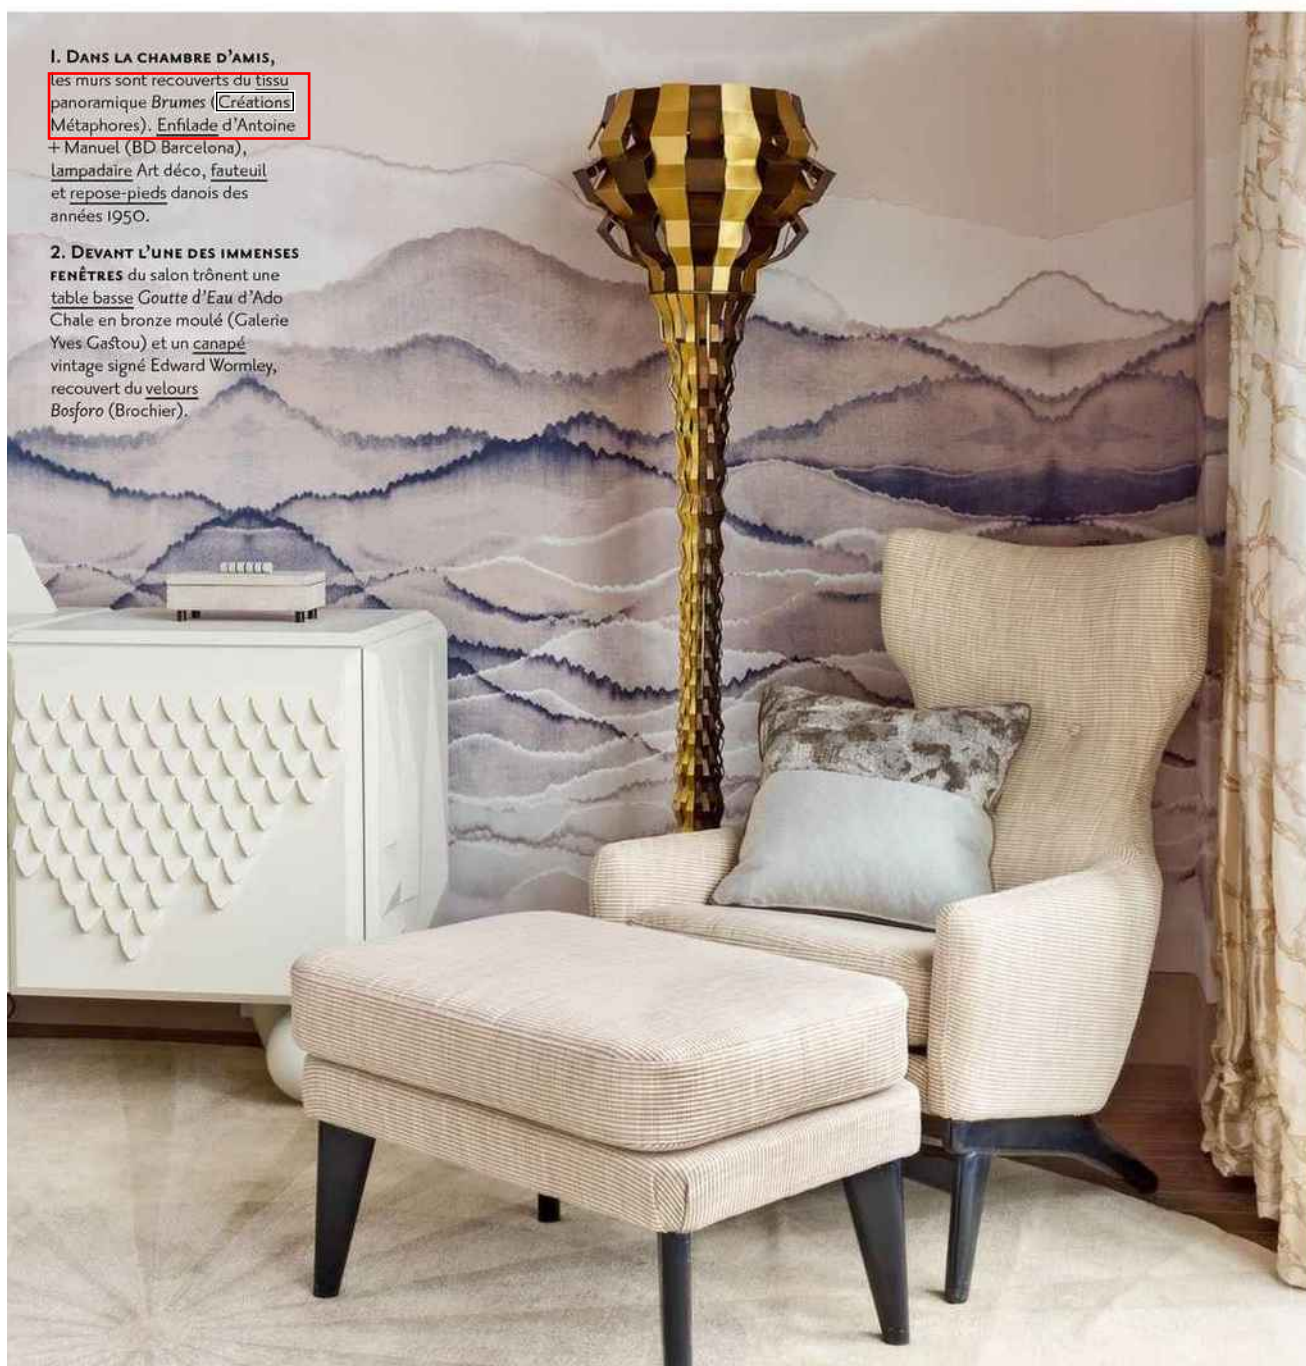 1. DANS LA CHAMBRE D'AMIS,
les murs sont recouverts du tissu
panoramique Brumes (Créations
Métaphores). Enfilade d'Antoine
+ Manuel (BD Barcelona),
lampadaire Art déco, fauteuil
et repose-pieds danois des
années 1950.
2. DEVANT L'UNE DES IMMENSES
FENÊTRES du salon trônent une
table basse Goutte d'Eau d'Ado
Chale en bronze moulé (Galerie
Yves Gastou) et un canapé
vintage signé Edward Wormley,
recouvert du velours
Bosforo (Brochier).